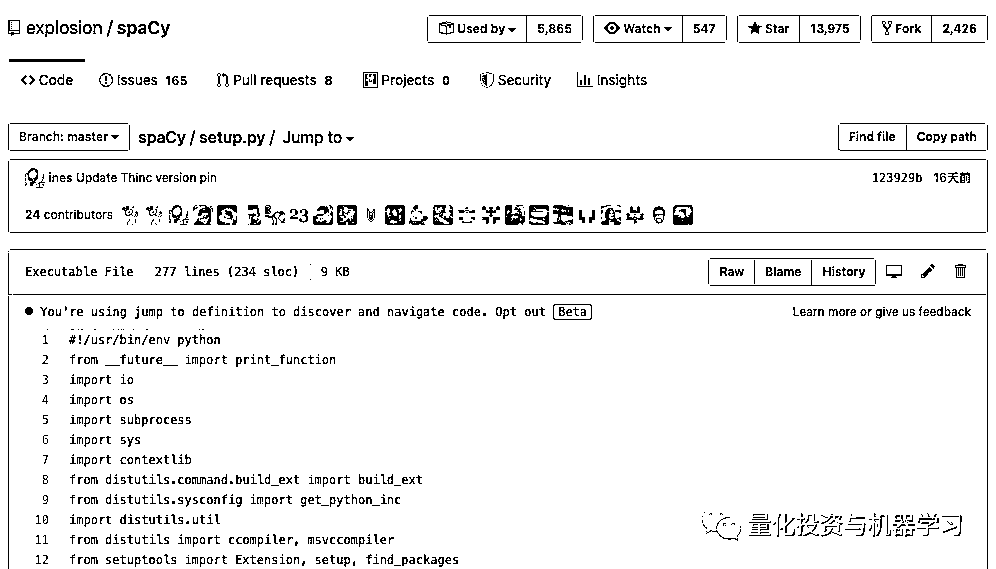 explosion / spaCy Used by 5,865 Watch 547 Star 13,975 Fork 2,426
Code Issues 165 Pull requests 8 Projects 0 Security Insights
Branch: master spaCy / setup.py / Jump to Find file Copy path
ines Update Thinc version pin 123929b 16天前
24 contributors 23
Executable File 277 lines (234 sloc) 9 KB Raw Blame History
You're using jump to definition to discover and navigate code. Opt out Beta Learn more or give us feedback
1 #!/usr/bin/env python
2 from __future__ import print_function
3 import io
4 import os
5 import subprocess
6 import sys
7 import contextlib
8 from distutils.command.build_ext import build_ext
9 from distutils.sysconfig import get_python_inc
10 import distutils.util
11 from distutils import ccompiler, msvccompiler
12 from setuptools import Extension, setup, find_packages
量化投资与机器学习